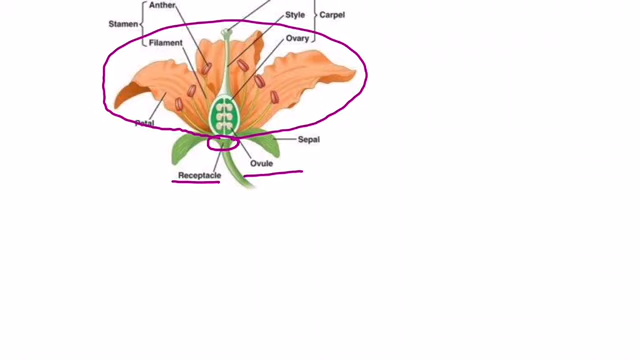 Anther
Style
Carpel
Stamen
Ovary
Filament
Petal
Sepal
Ovule
Receptacle